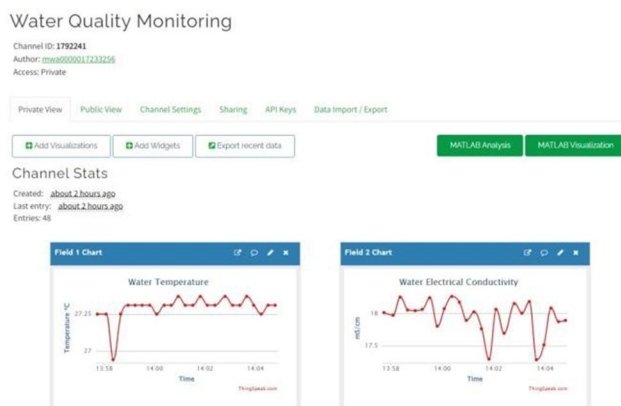 Water Quality Monitoring
Channel ID: 1792241
Author: mwa0000017233256
Access: Private
Private View Public View Channel Settings Sharing API Keys Data Import / Export
Add Visualizations Add Widgets Export recent data MATLAB Analysis MATLAB Visualization
Channel Stats
Created: about 2 hours ago
Last entry: about 2 hours ago
Entries: 48
Field 1 Chart
Water Temperature
Temperature °C
27.25
27
13:58 14:00 14:02 14:04
Time
ThingSpeak.com
Field 2 Chart
Water Electrical Conductivity
mS/cm
18
17.5
13:58 14:00 14:02 14:04
Time
ThingSpeak.com